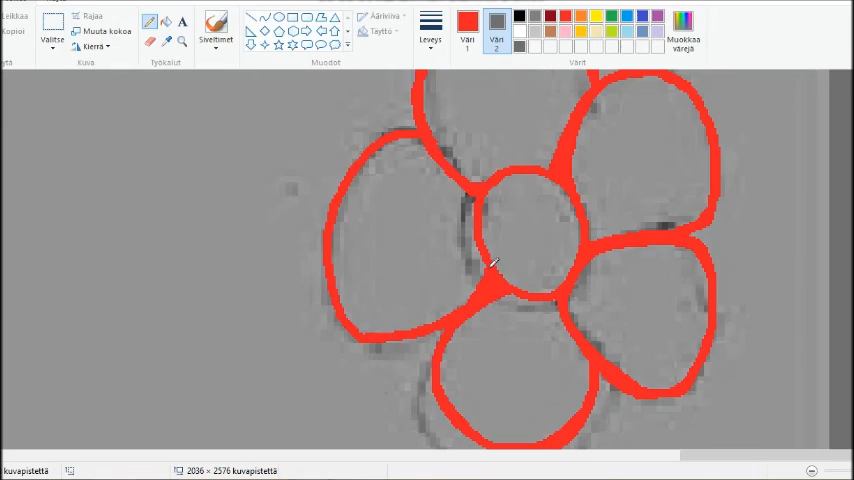 Leikkaa
Kopioi
ytä
Valitse
Rajaa
Muuta kokoa
Kierrä
Kuva
A
Työkalut
Siveltimet
Ääriviiva
Täyttö
Muodot
Leveys
Väri
1
Väri
2
Muokkaa
värejä
Värit
kuvapistettä
2036 × 2576 kuvapistettä